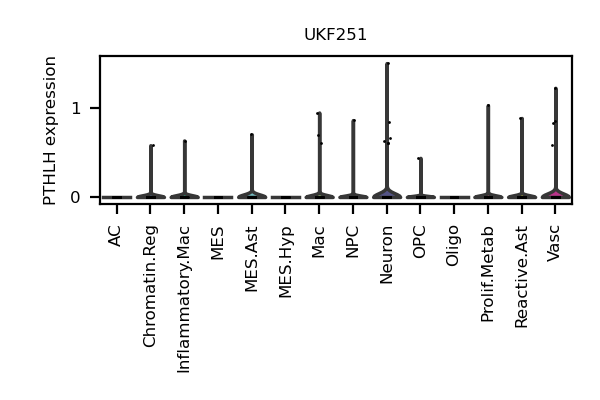 UKF251
PTHLH expression
1
0
AC
Chromatin.Reg
Inflammatory.Mac
MES
MES.Ast
MES.Hyp
Mac
NPC
Neuron
OPC
Oligo
Prolif.Metab
Reactive.Ast
Vasc